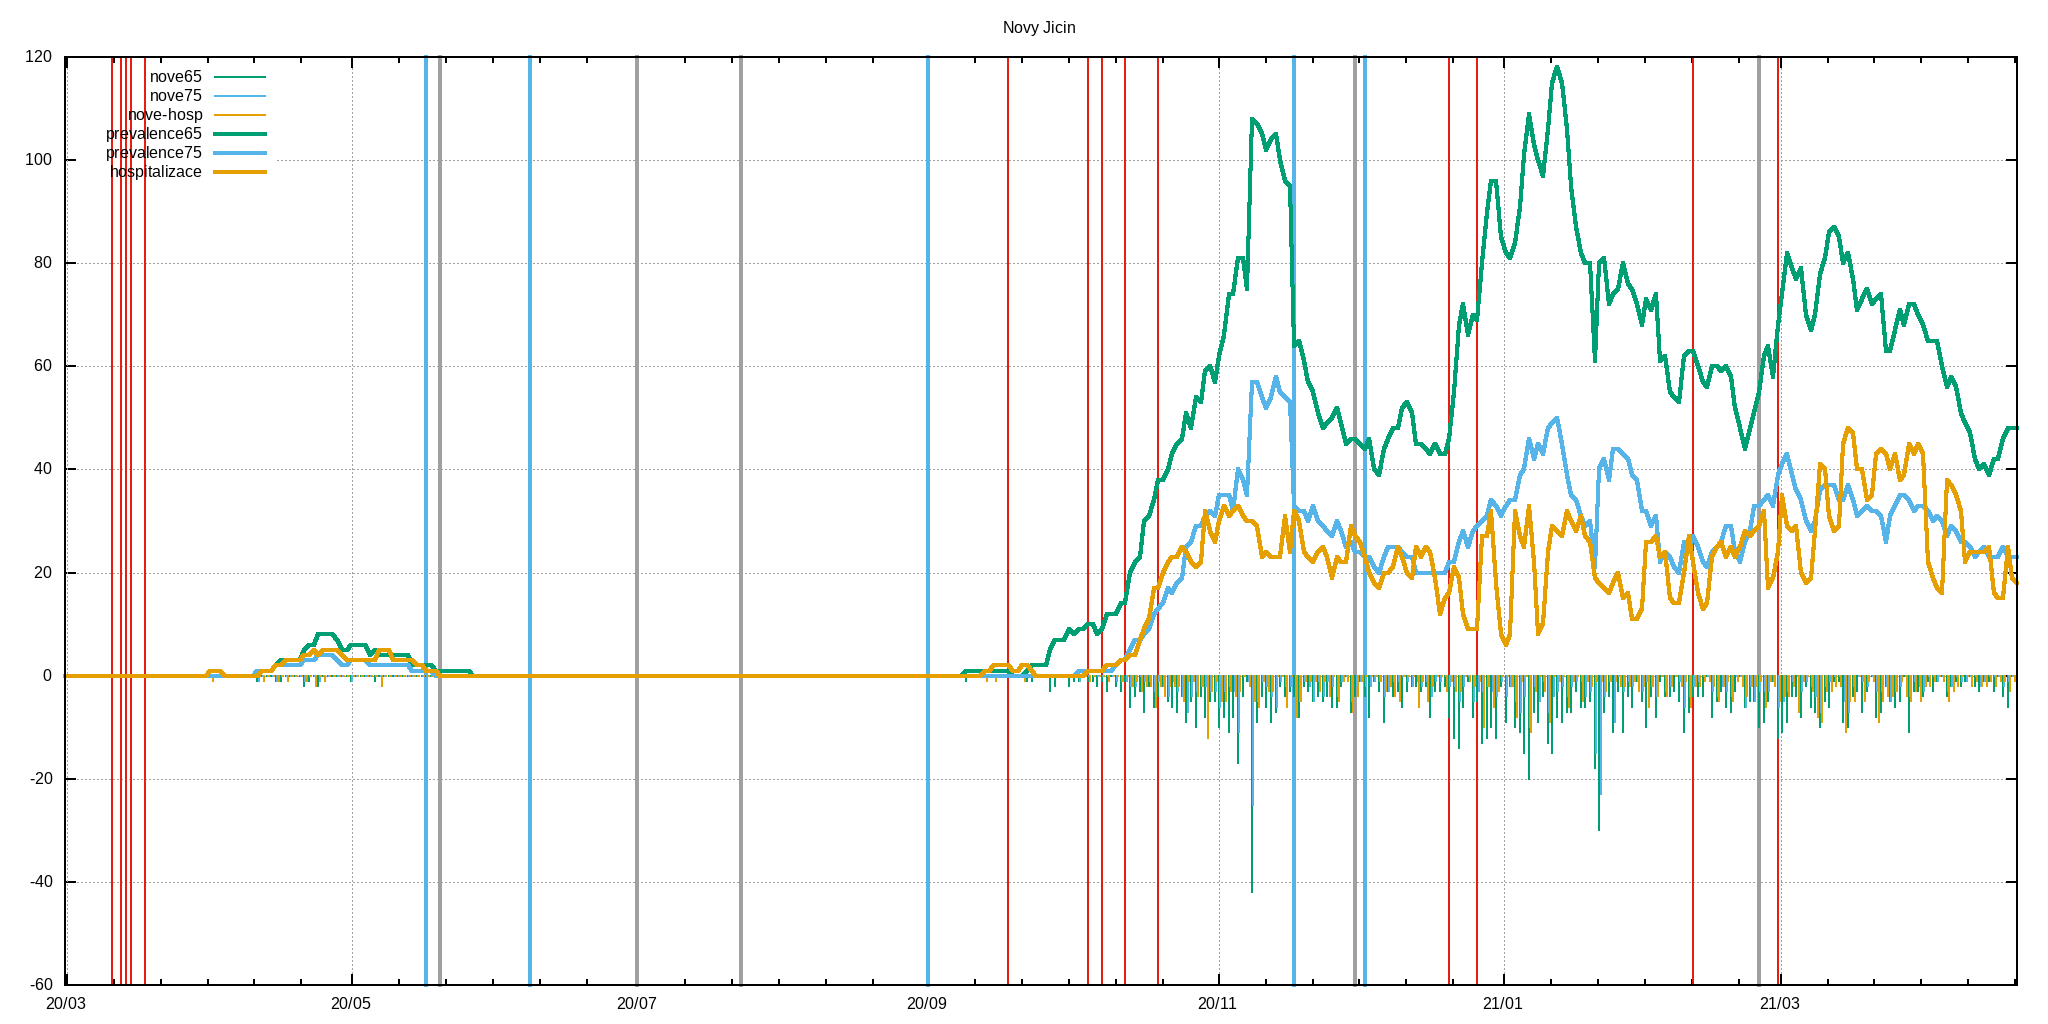 Novy Jicin
120
100
80
60
40
20
0
-20
-40
-60
nove65
nove75
nove-hosp
prevalence65
prevalence75
hospitalizace
20/03 20/05 20/07 20/09 20/11 21/01 21/03